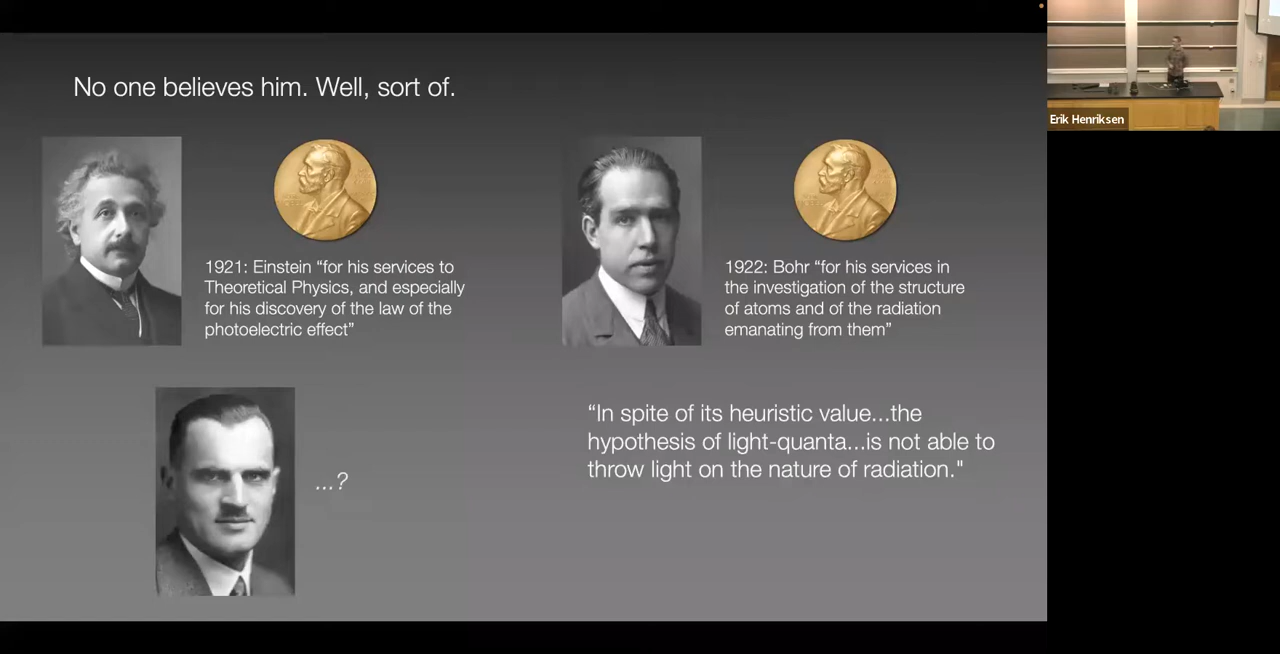 No one believes him. Well, sort of.
1921: Einstein “for his services to
Theoretical Physics, and especially
for his discovery of the law of the
photoelectric effect”
1922: Bohr “for his services in
the investigation of the structure
of atoms and of the radiation
emanating from them”
...?
“In spite of its heuristic value...the
hypothesis of light-quanta...is not able to
throw light on the nature of radiation."
Erik Henriksen